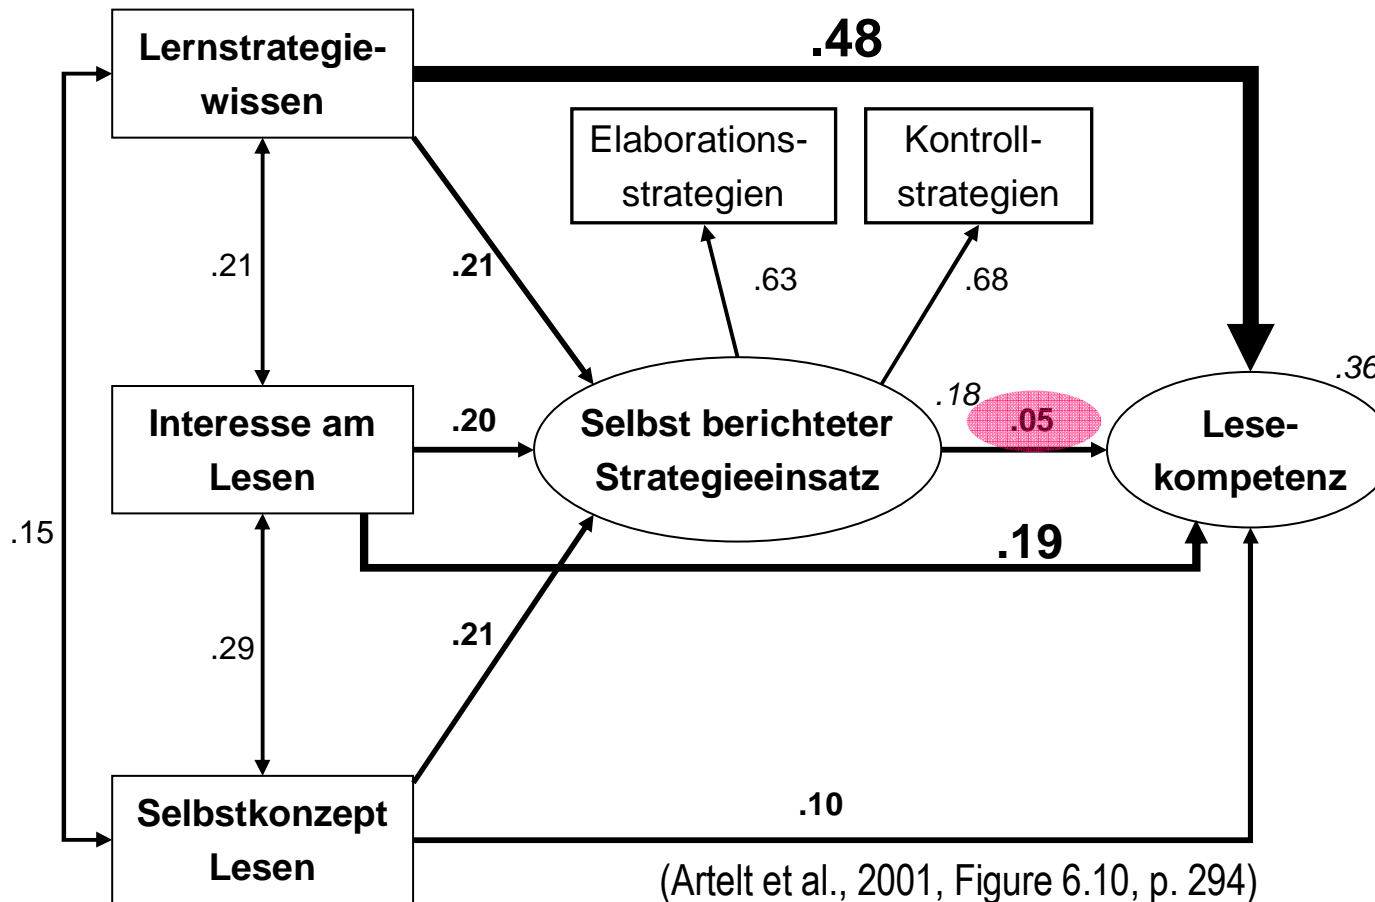 Lernstrategie-
wissen
.48
Elaborations-
strategien
Kontroll-
strategien
.21
.21
.63
.68
.36
.18
Interesse am
Lesen
.20
Selbst berichteter
Strategieeinsatz
.05
Lese-
kompetenz
.15
.19
.29
.21
Selbstkonzept
Lesen
.10
(Artelt et al., 2001, Figure 6.10, p. 294)